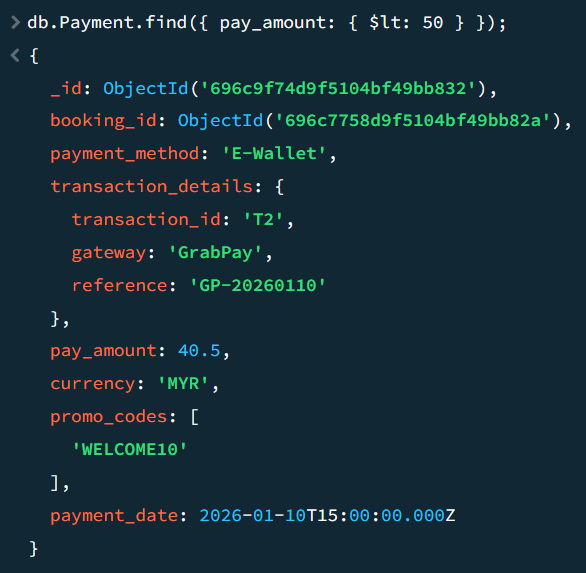 > db.Payment.find({ pay_amount: { $lt: 50 } });
< {
_id: ObjectId('696c9f74d9f5104bf49bb832'),
booking_id: ObjectId('696c7758d9f5104bf49bb82a'),
payment_method: 'E-Wallet',
transaction_details: {
transaction_id: 'T2',
gateway: 'GrabPay',
reference: 'GP-20260110'
},
pay_amount: 40.5,
currency: 'MYR',
promo_codes: [
'WELCOME10'
],
payment_date: 2026-01-10T15:00:00.000Z
}